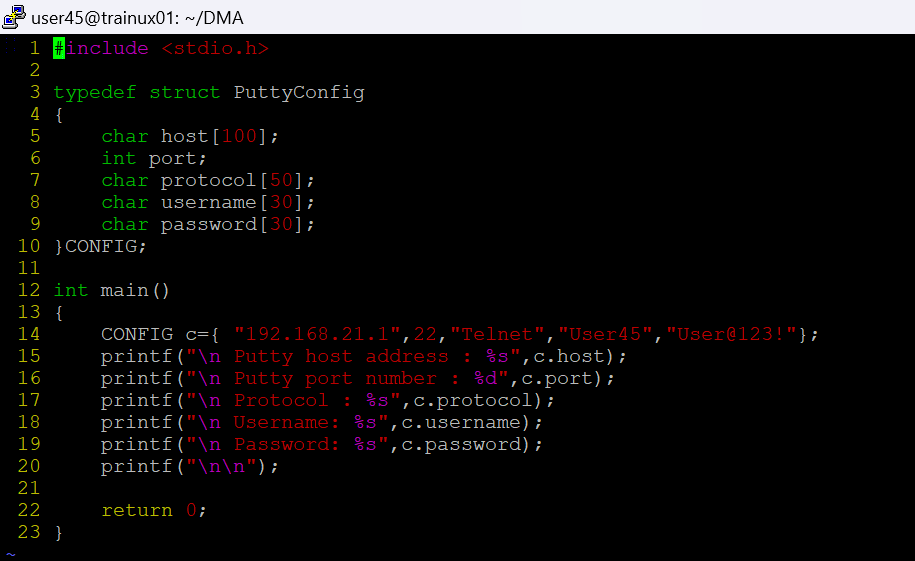 user45@trainux01: ~/DMA
1 #include <stdio.h>
2
3 typedef struct PuttyConfig
4 {
5     char host[100];
6     int port;
7     char protocol[50];
8     char username[30];
9     char password[30];
10 }CONFIG;
11
12 int main()
13 {
14     CONFIG c={ "192.168.21.1",22,"Telnet","User45","User@123!"};
15     printf("\n Putty host address : %s",c.host);
16     printf("\n Putty port number : %d",c.port);
17     printf("\n Protocol : %s",c.protocol);
18     printf("\n Username: %s",c.username);
19     printf("\n Password: %s",c.password);
20     printf("\n\n");
21
22     return 0;
23 }
~